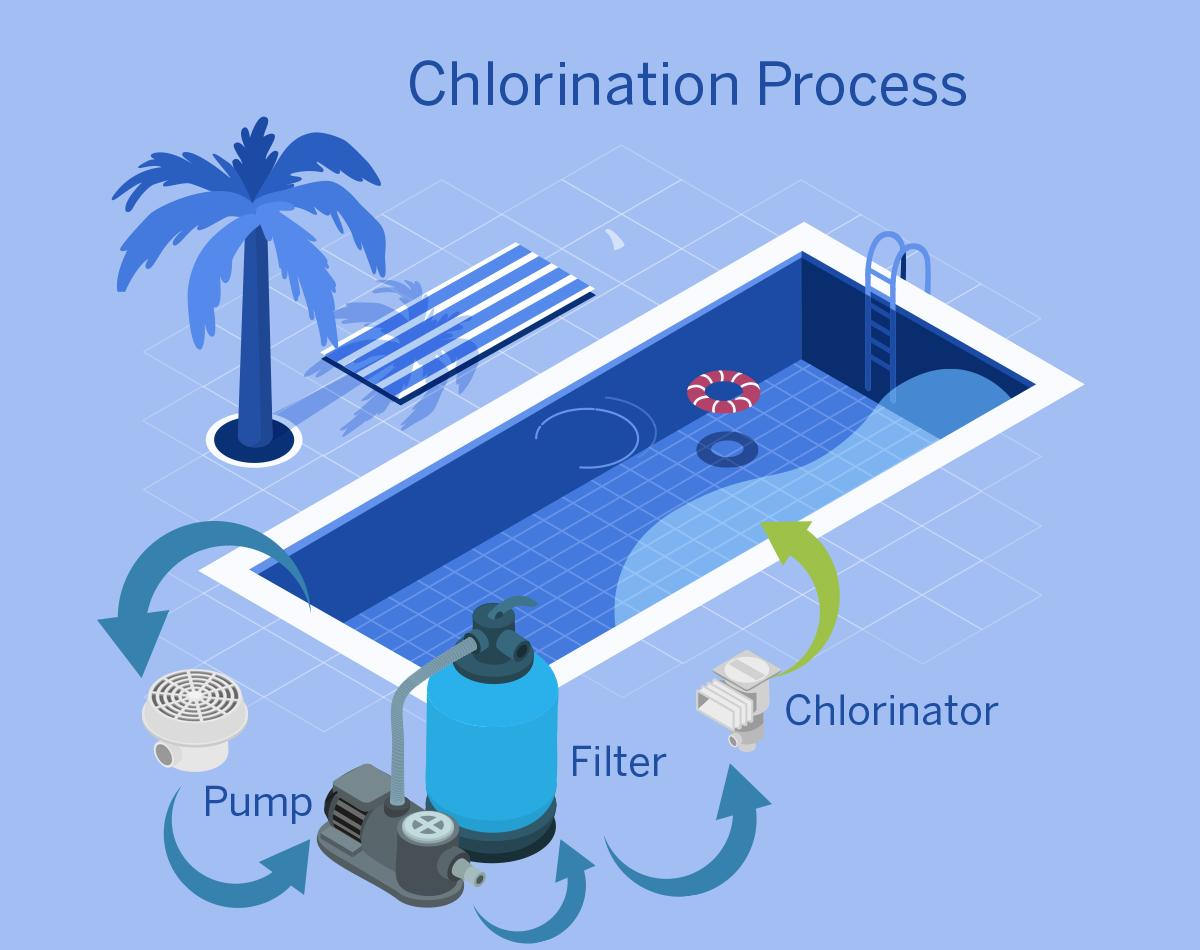 Chlorination Process
Chlorinator
Filter
Pump